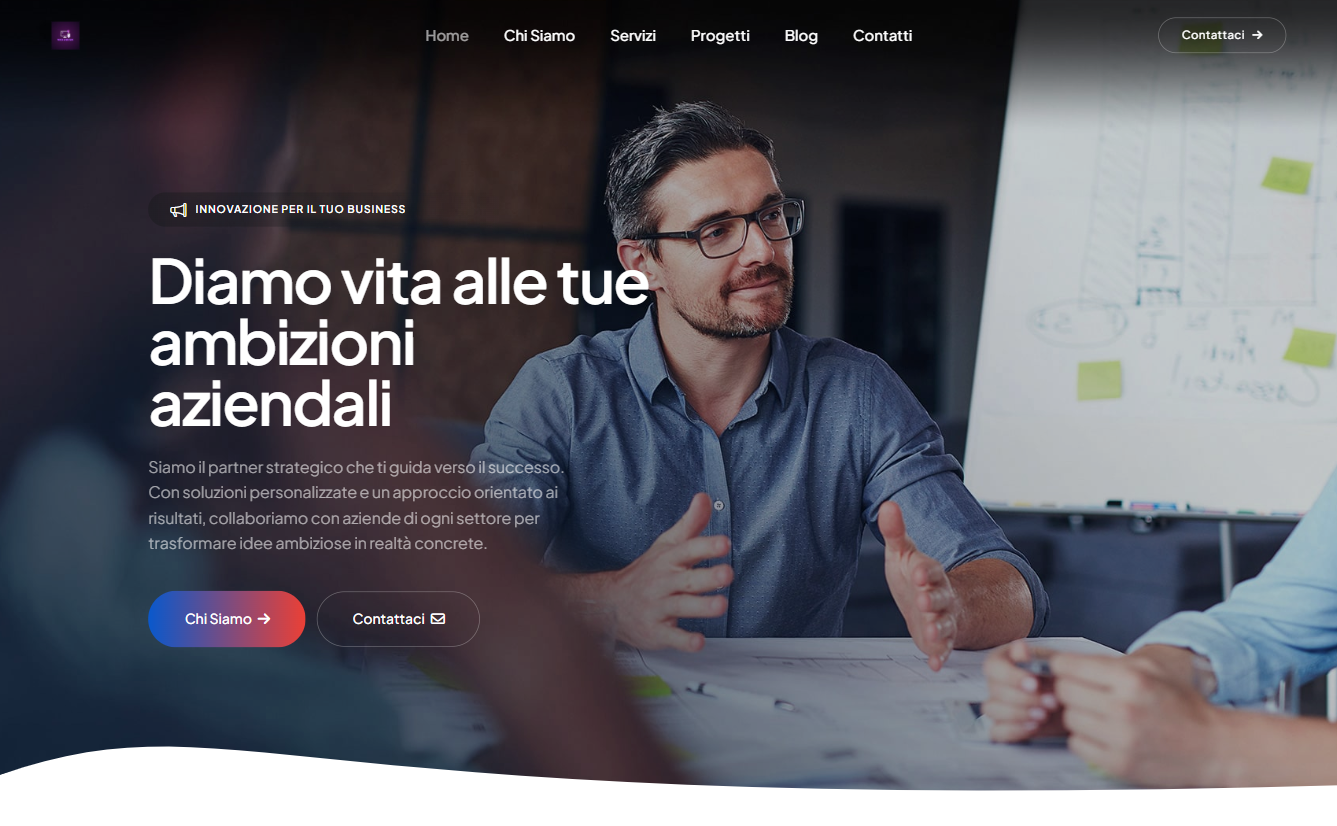 Home
Chi Siamo
Servizi
Progetti
Blog
Contatti
Contattaci
INNOVAZIONE PER IL TUO BUSINESS
Diamo vita alle tue
ambizioni
aziendali
Siamo il partner strategico che ti guida verso il successo.
Con soluzioni personalizzate e un approccio orientato ai
risultati, collaboriamo con aziende di ogni settore per
trasformare idee ambiziose in realtà concrete.
Chi Siamo
Contattaci